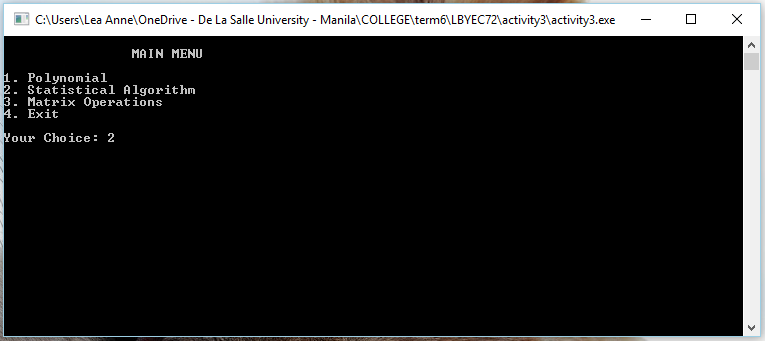 C:\Users\Lea Anne\OneDrive - De La Salle University - Manila\COLLEGE\term6\LBYEC72\activity3\activity3.exe
MAIN MENU
1. Polynomial
2. Statistical Algorithm
3. Matrix Operations
4. Exit
Your Choice: 2